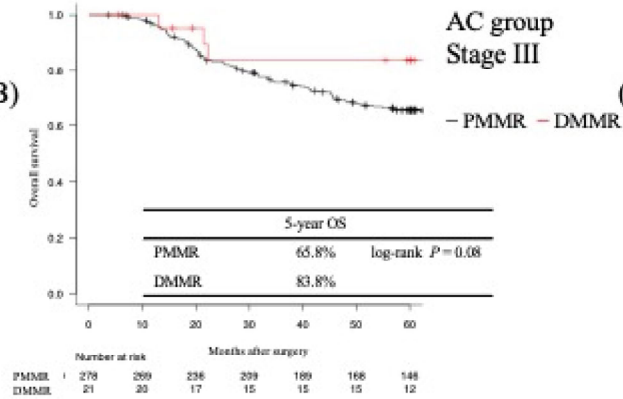 AC group
Stage III
3)
(
PMMR DMMR
Overall survival
1.0
0.8
0.6
0.4
0.2
0.0
5-year OS
PMMR 65.8% log-rank P=0.08
DMMR 83.8%
0 10 20 30 40 50 60
Months after surgery
Number at risk
PMMR 278 269 236 209 189 168 146
DMMR 21 20 17 15 15 15 12